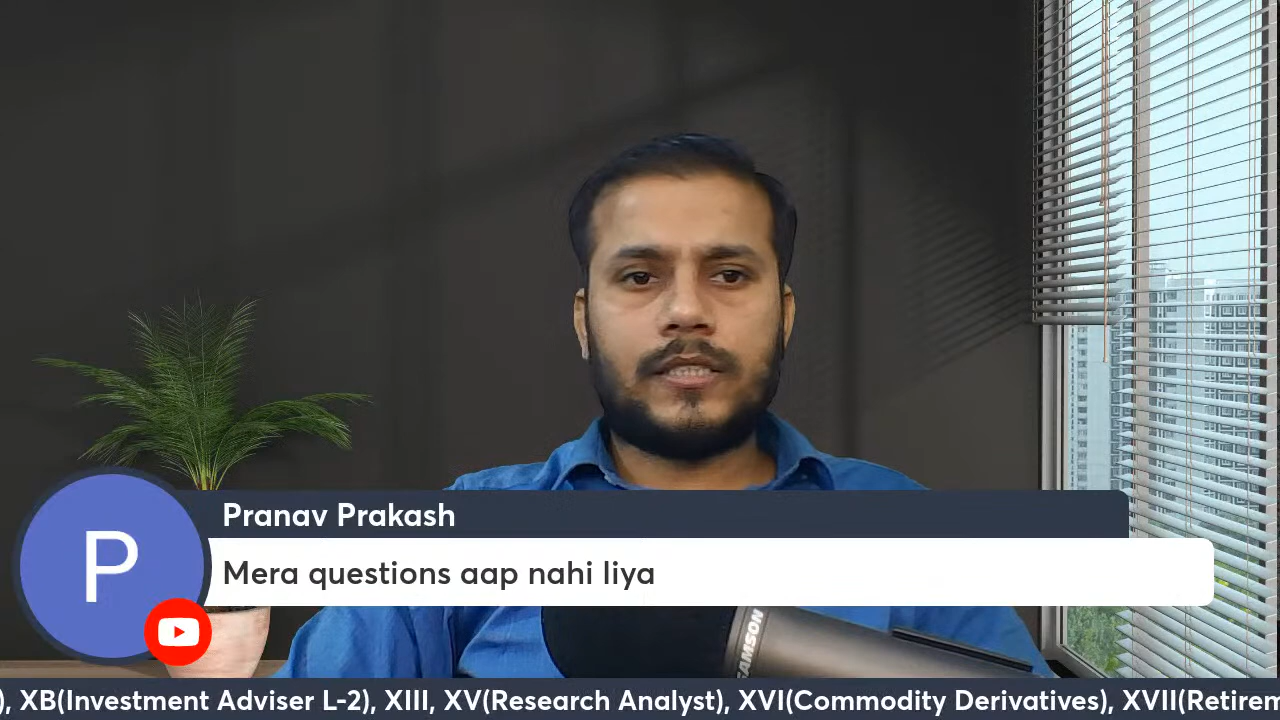 P
Pranav Prakash
Mera questions aap nahi liya
SAMSON
), XB(Investment Adviser L-2), XIII, XV(Research Analyst), XVI(Commodity Derivatives), XVII(Retirem